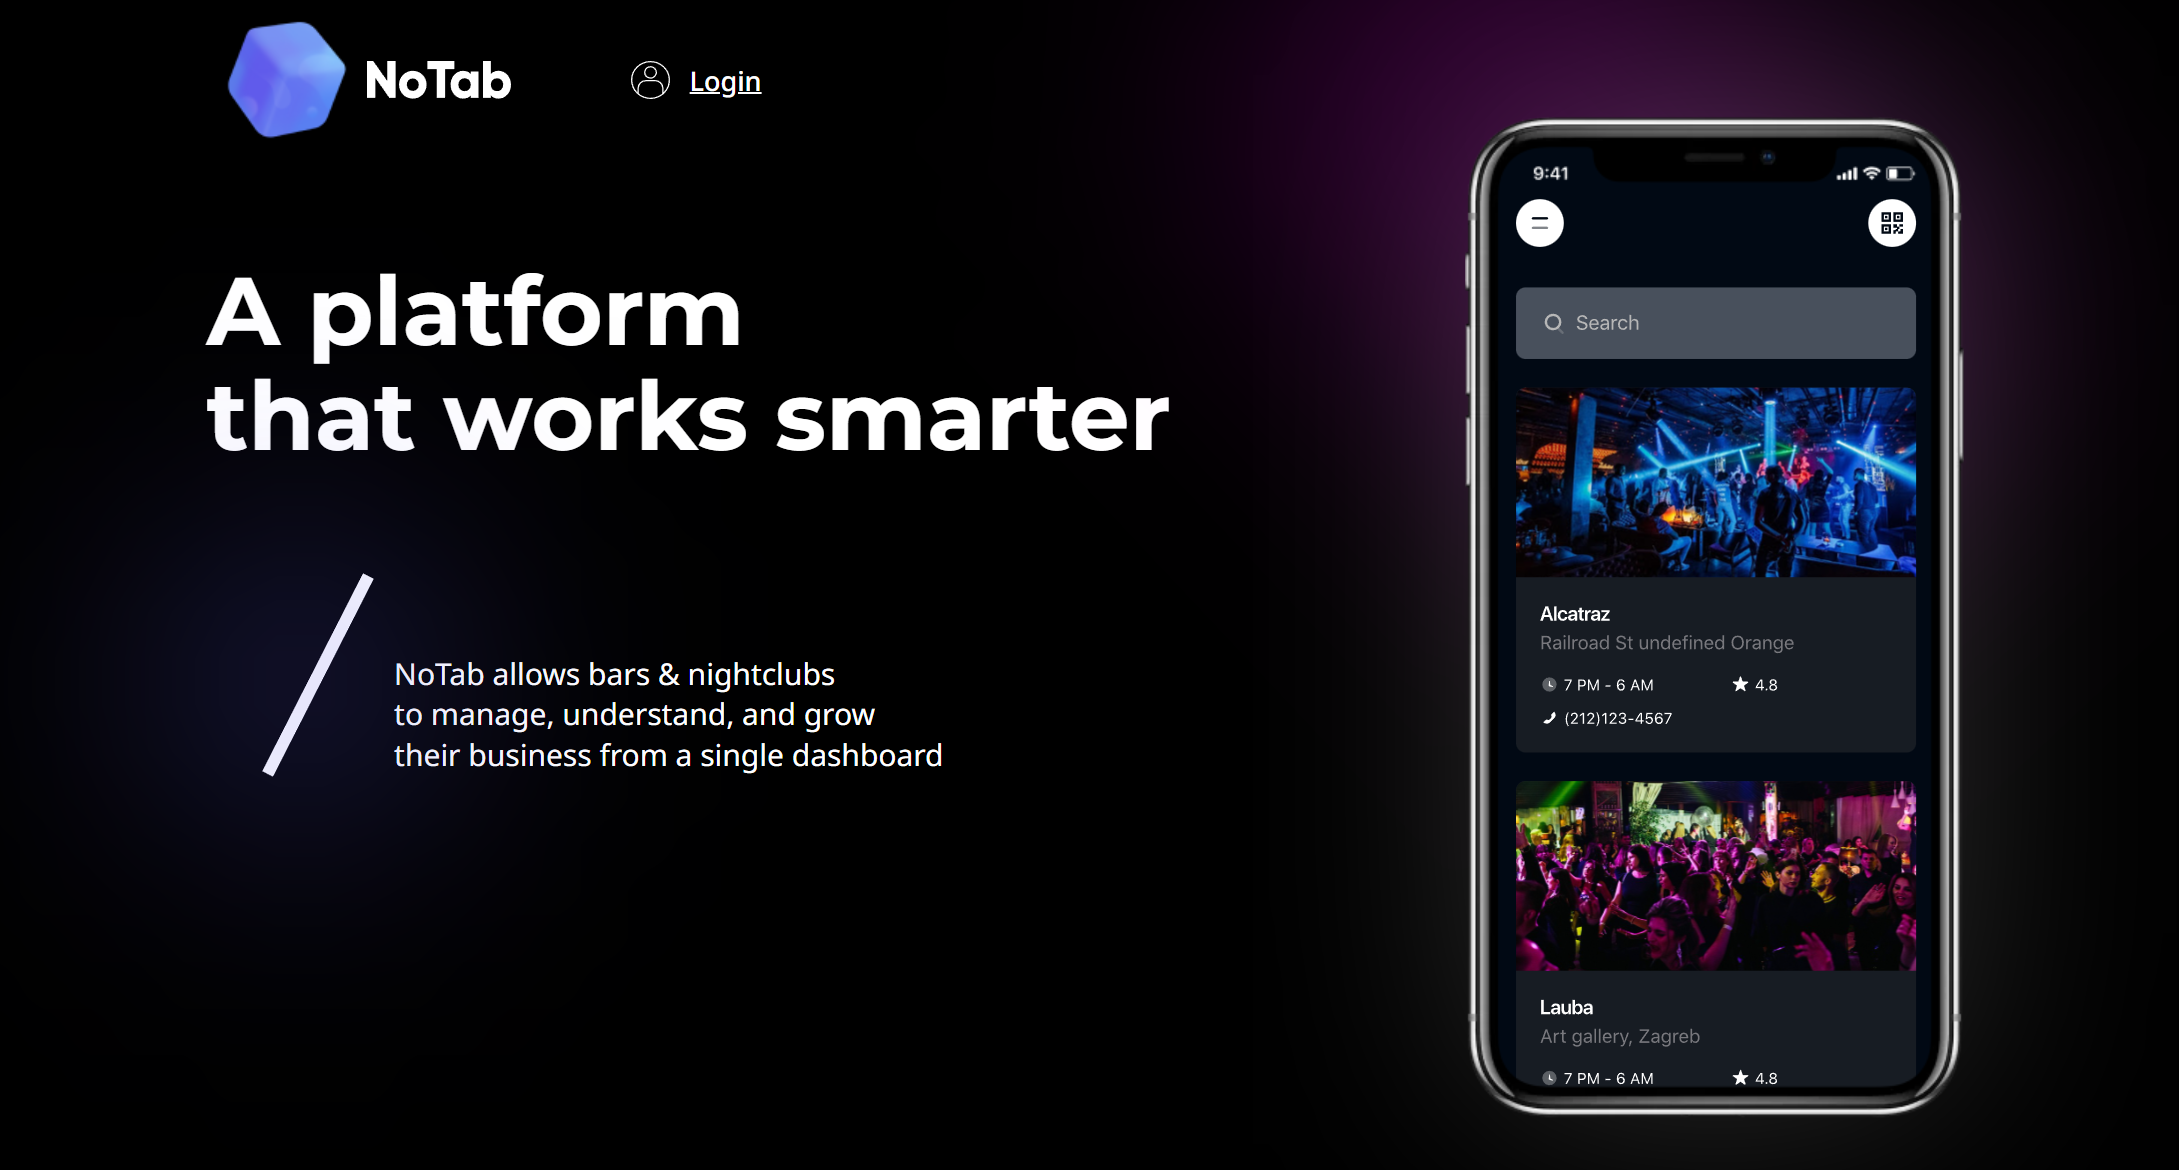 NoTab
Login
A platform
that works smarter
NoTab allows bars & nightclubs
to manage, understand, and grow
their business from a single dashboard
9:41
Search
Alcatraz
Railroad St undefined Orange
7 PM - 6 AM
4.8
(212)123-4567
Lauba
Art gallery, Zagreb
7 PM - 6 AM
4.8